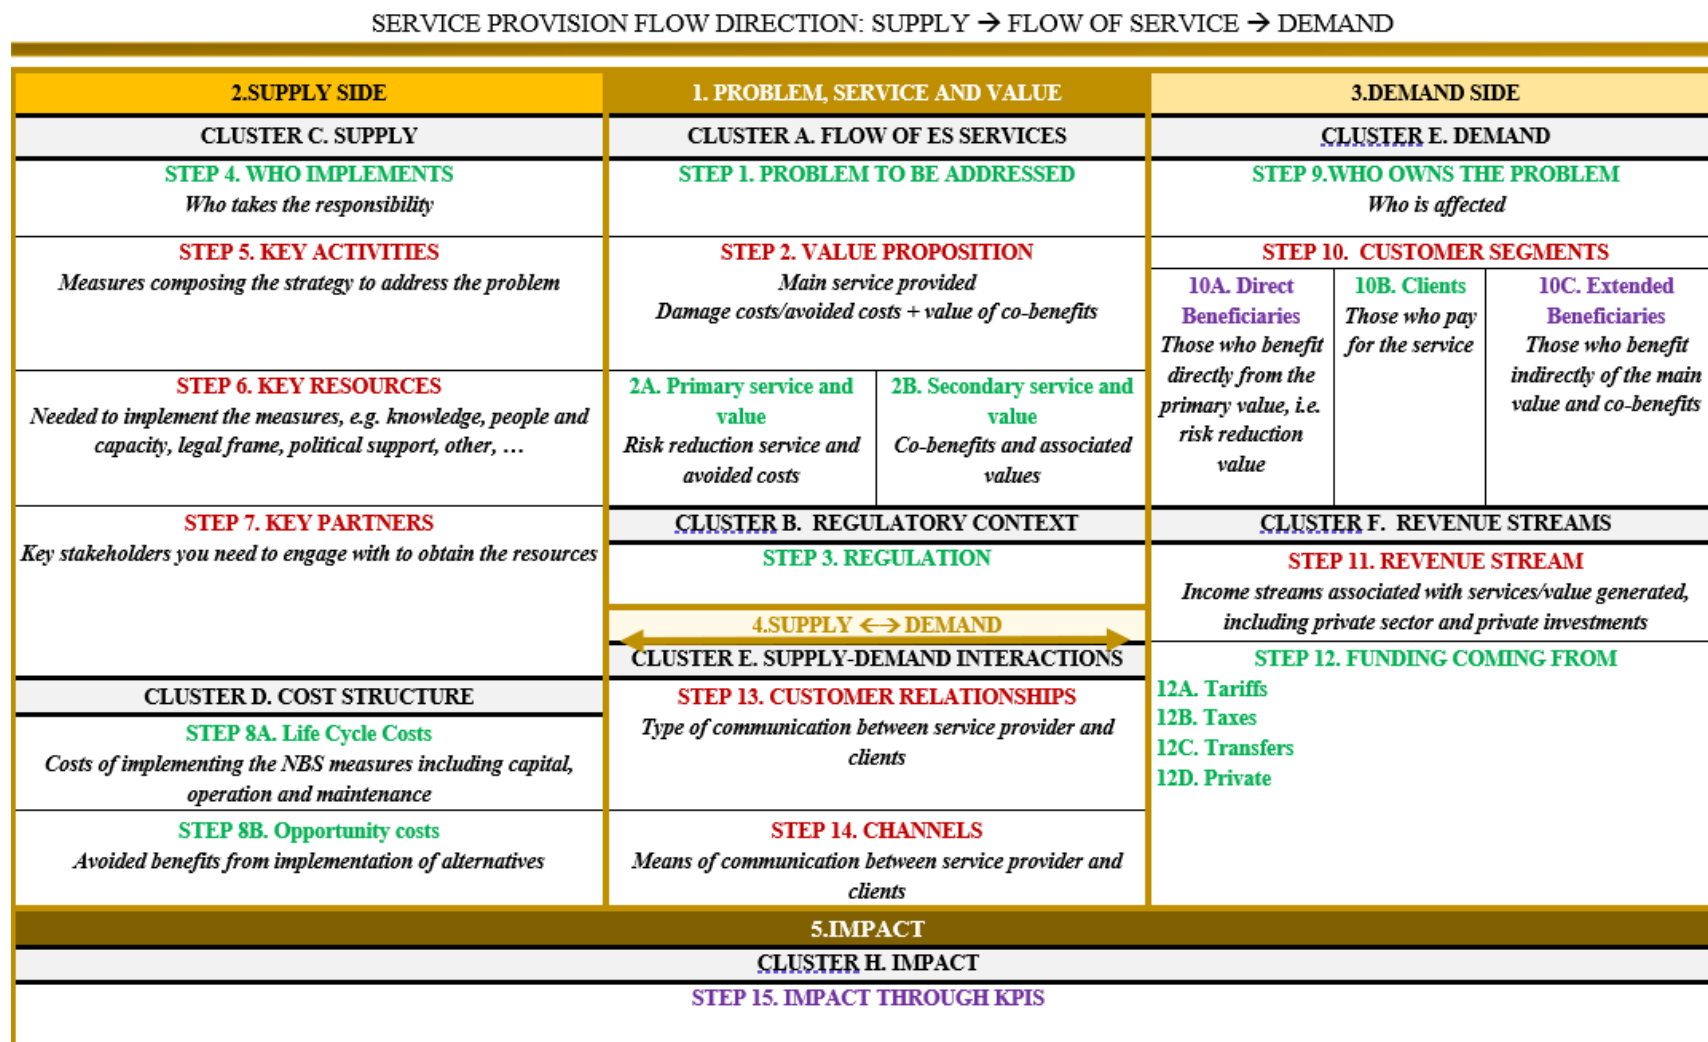 SERVICE PROVISION FLOW DIRECTION: SUPPLY → FLOW OF SERVICE → DEMAND
2.SUPPLY SIDE
CLUSTER C. SUPPLY
STEP 4. WHO IMPLEMENTS
Who takes the responsibility
STEP 5. KEY ACTIVITIES
Measures composing the strategy to address the problem
STEP 6. KEY RESOURCES
Needed to implement the measures, e.g. knowledge, people and
capacity, legal frame, political support, other, …
STEP 7. KEY PARTNERS
Key stakeholders you need to engage with to obtain the resources
CLUSTER D. COST STRUCTURE
STEP 8A. Life Cycle Costs
Costs of implementing the NBS measures including capital,
operation and maintenance
STEP 8B. Opportunity costs
Avoided benefits from implementation of alternatives
1. PROBLEM, SERVICE AND VALUE
CLUSTER A. FLOW OF ES SERVICES
STEP 1. PROBLEM TO BE ADDRESSED
STEP 2. VALUE PROPOSITION
Main service provided
Damage costs/avoided costs + value of co-benefits
2A. Primary service and
value
Risk reduction service and
avoided costs
2B. Secondary service and
value
Co-benefits and associated
values
CLUSTER B. REGULATORY CONTEXT
STEP 3. REGULATION
4.SUPPLY ←→ DEMAND
CLUSTER E. SUPPLY-DEMAND INTERACTIONS
STEP 13. CUSTOMER RELATIONSHIPS
Type of communication between service provider and
clients
STEP 14. CHANNELS
Means of communication between service provider and
clients
3.DEMAND SIDE
CLUSTER E. DEMAND
STEP 9.WHO OWNS THE PROBLEM
Who is affected
STEP 10. CUSTOMER SEGMENTS
10A. Direct
Beneficiaries
Those who benefit
directly from the
primary value, i.e.
risk reduction
value
10B. Clients
Those who pay
for the service
10C. Extended
Beneficiaries
Those who benefit
indirectly of the main
value and co-benefits
CLUSTER F. REVENUE STREAMS
STEP 11. REVENUE STREAM
Income streams associated with services/value generated,
including private sector and private investments
STEP 12. FUNDING COMING FROM
12A. Tariffs
12B. Taxes
12C. Transfers
12D. Private
5.IMPACT
CLUSTER H. IMPACT
STEP 15. IMPACT THROUGH KPIS